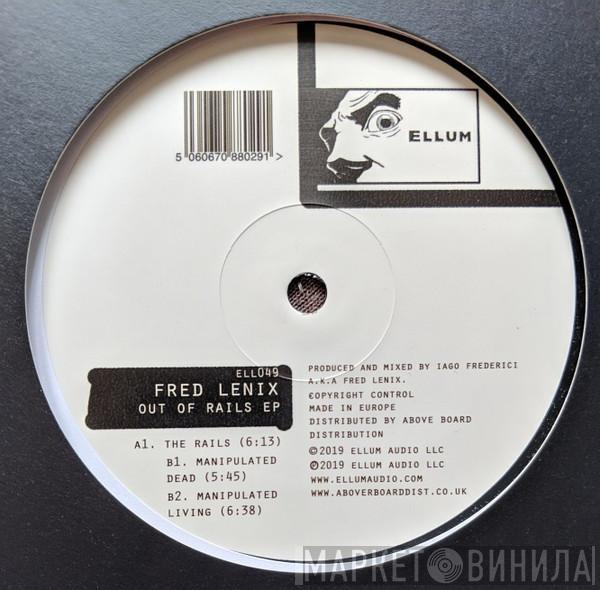 ELLUM
5 060670 880291 >
ELL049
FRED LENIX
OUT OF RAILS EP
A1. THE RAILS (6:13)
B1. MANIPULATED
DEAD (5:45)
B2. MANIPULATED
LIVING (6:38)
PRODUCED AND MIXED BY IAGO FREDERICI
A.K.A FRED LENIX.
©OPYRIGHT CONTROL
MADE IN EUROPE
DISTRIBUTED BY ABOVE BOARD
DISTRIBUTION
©2019 ELLUM AUDIO LLC
℗2019 ELLUM AUDIO LLC
WWW.ELLUMAUDIO.COM
WWW.ABOVERBOARDDIST.CO.UK
МАРКЕТ ВИНИЛА